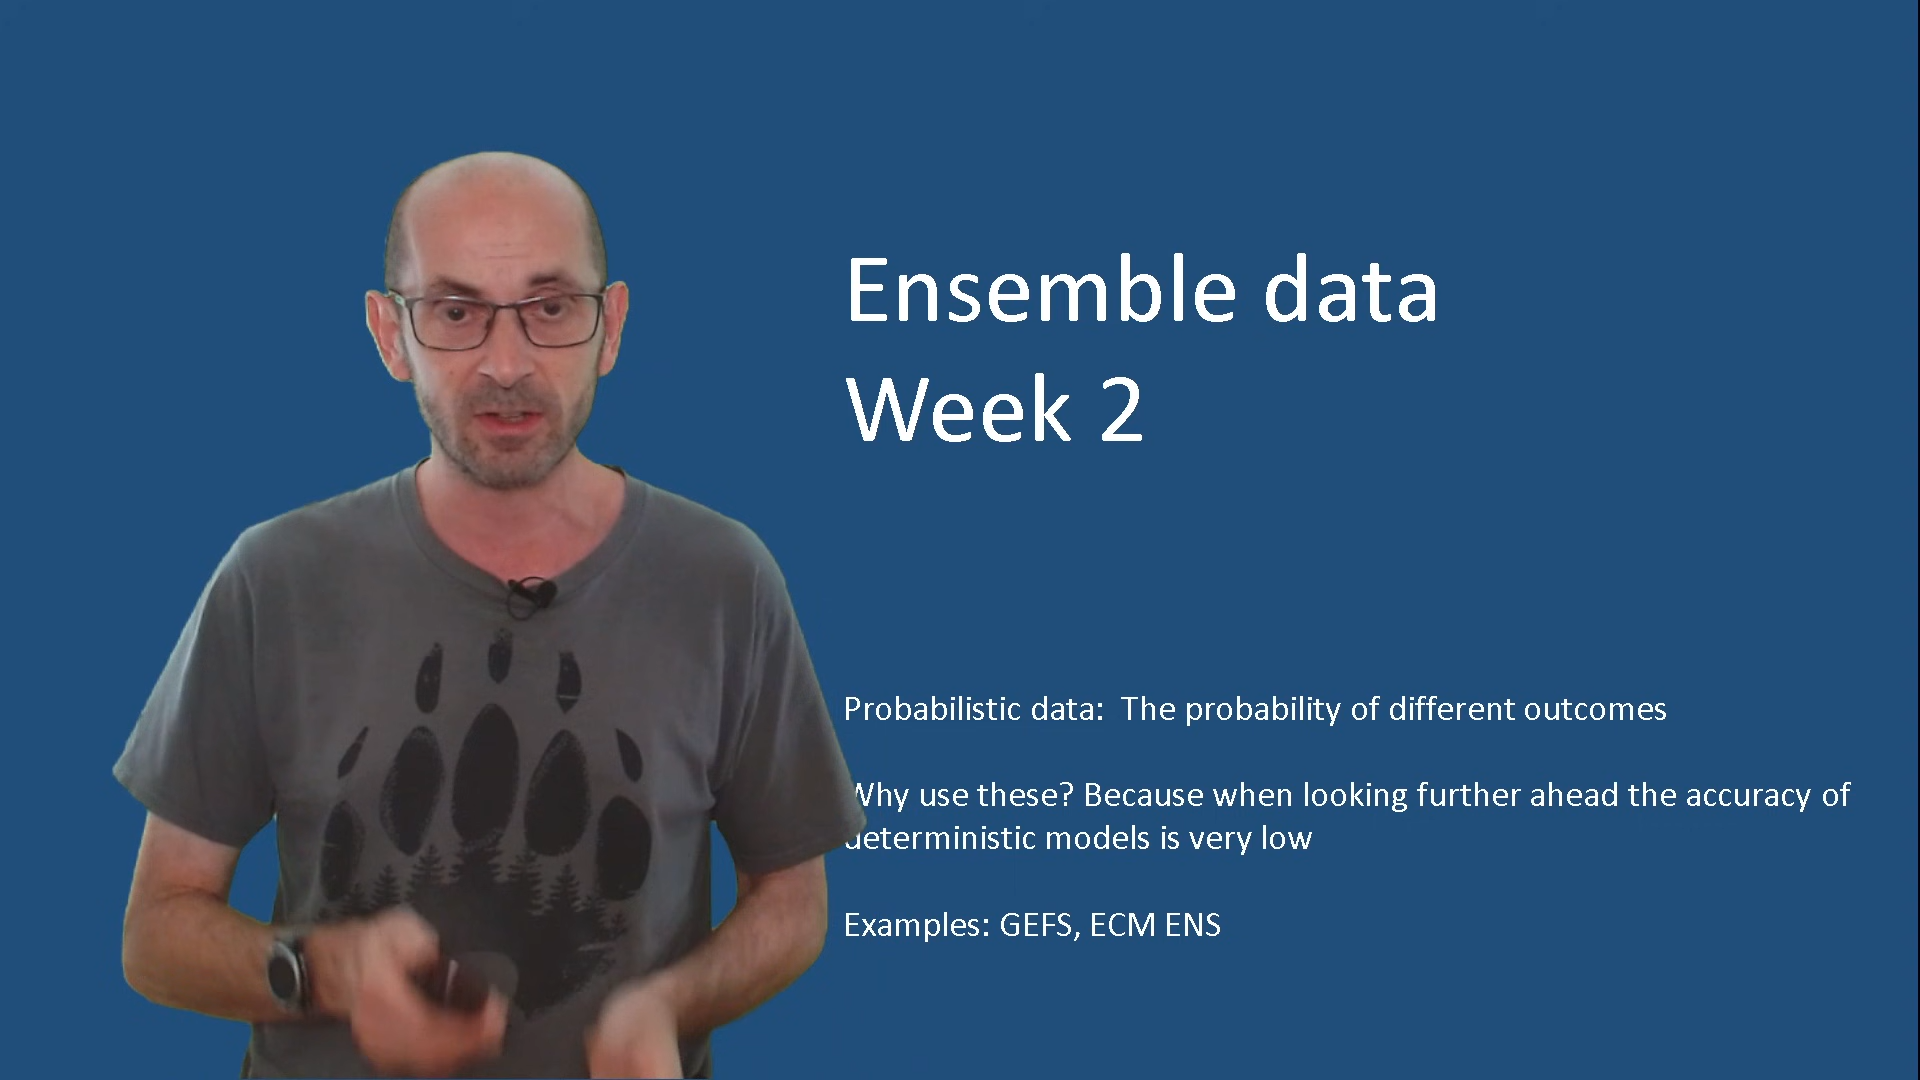 Ensemble data
Week 2
Probabilistic data:  The probability of different outcomes
Why use these? Because when looking further ahead the accuracy of
deterministic models is very low
Examples: GEFS, ECM ENS